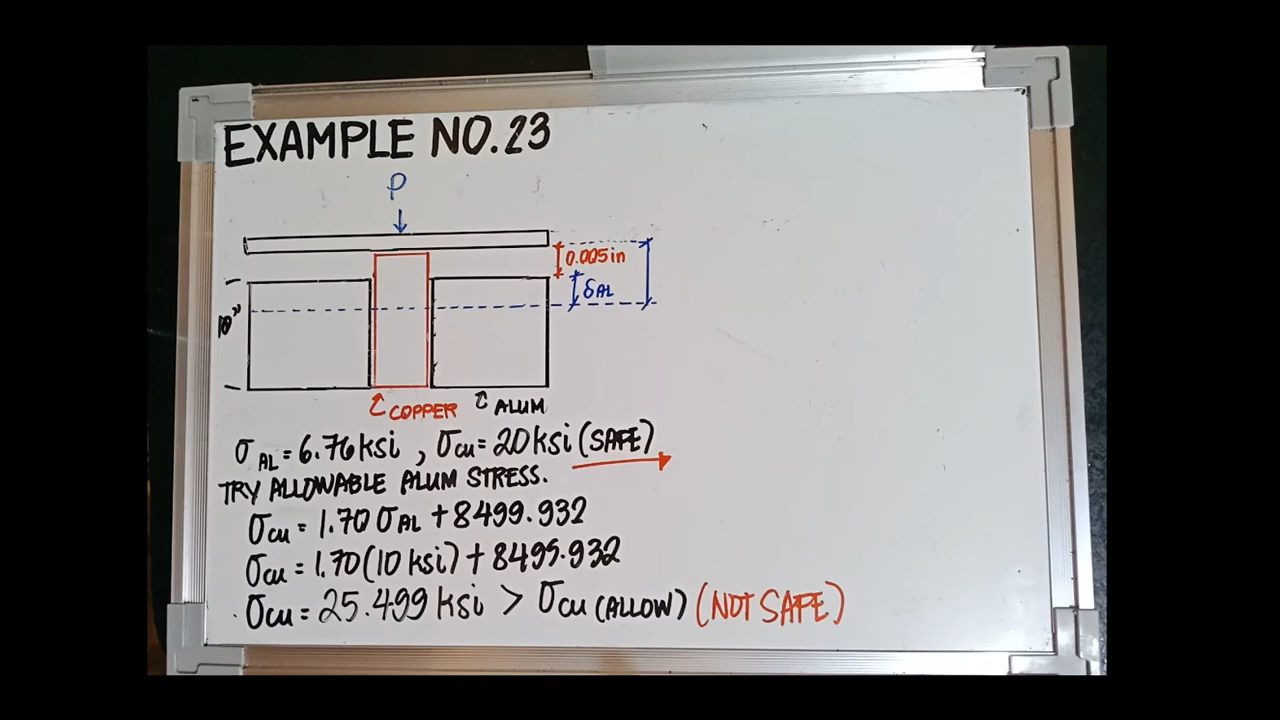 EXAMPLE NO.23
P
0.005in
δAL
10"
COPPER
ALUM
σAL = 6.76ksi, σcu = 20ksi (SAFE)
TRY ALLOWABLE ALUM STRESS.
σcu = 1.70 σAL + 8499.932
σcu = 1.70(10 ksi) + 8499.932
σcu = 25.499 ksi > σcu (ALLOW) (NOT SAFE)